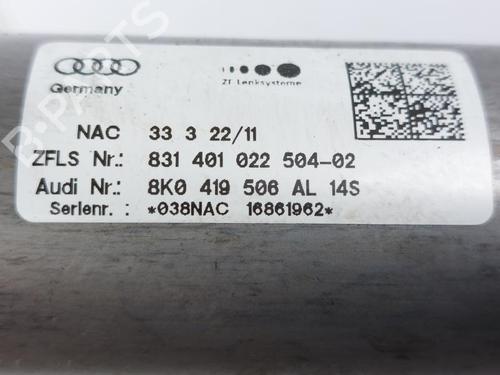 B-PARTS
Germany
ZF Lenksysteme
NAC 33 3 22/11
ZFLS Nr.: 831 401 022 504-02
Audi Nr.: 8K0 419 506 AL 14S
Serlenr. : *038NAC 16861962*